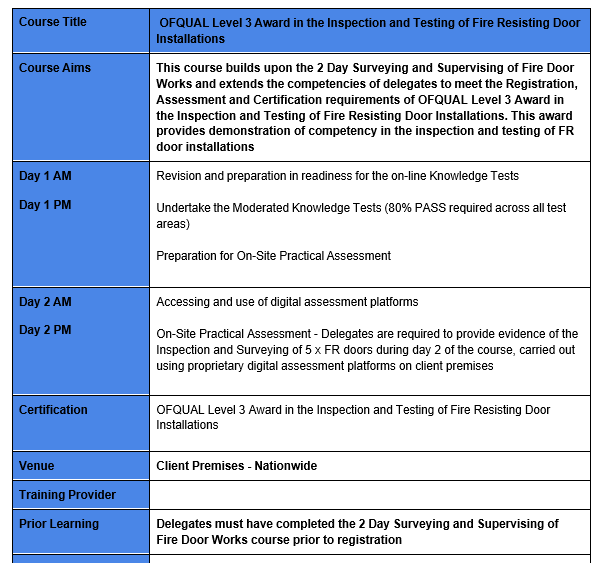 Course Title
OFQUAL Level 3 Award in the Inspection and Testing of Fire Resisting Door
Installations
Course Aims
This course builds upon the 2 Day Surveying and Supervising of Fire Door
Works and extends the competencies of delegates to meet the Registration,
Assessment and Certification requirements of OFQUAL Level 3 Award in
the Inspection and Testing of Fire Resisting Door Installations. This award
provides demonstration of competency in the inspection and testing of FR
door installations
Day 1 AM
Revision and preparation in readiness for the on-line Knowledge Tests
Day 1 PM
Undertake the Moderated Knowledge Tests (80% PASS required across all test
areas)
Preparation for On-Site Practical Assessment
Day 2 AM
Accessing and use of digital assessment platforms
Day 2 PM
On-Site Practical Assessment - Delegates are required to provide evidence of the
Inspection and Surveying of 5 x FR doors during day 2 of the course, carried out
using proprietary digital assessment platforms on client premises
Certification
OFQUAL Level 3 Award in the Inspection and Testing of Fire Resisting Door
Installations
Venue
Client Premises - Nationwide
Training Provider
Prior Learning
Delegates must have completed the 2 Day Surveying and Supervising of
Fire Door Works course prior to registration